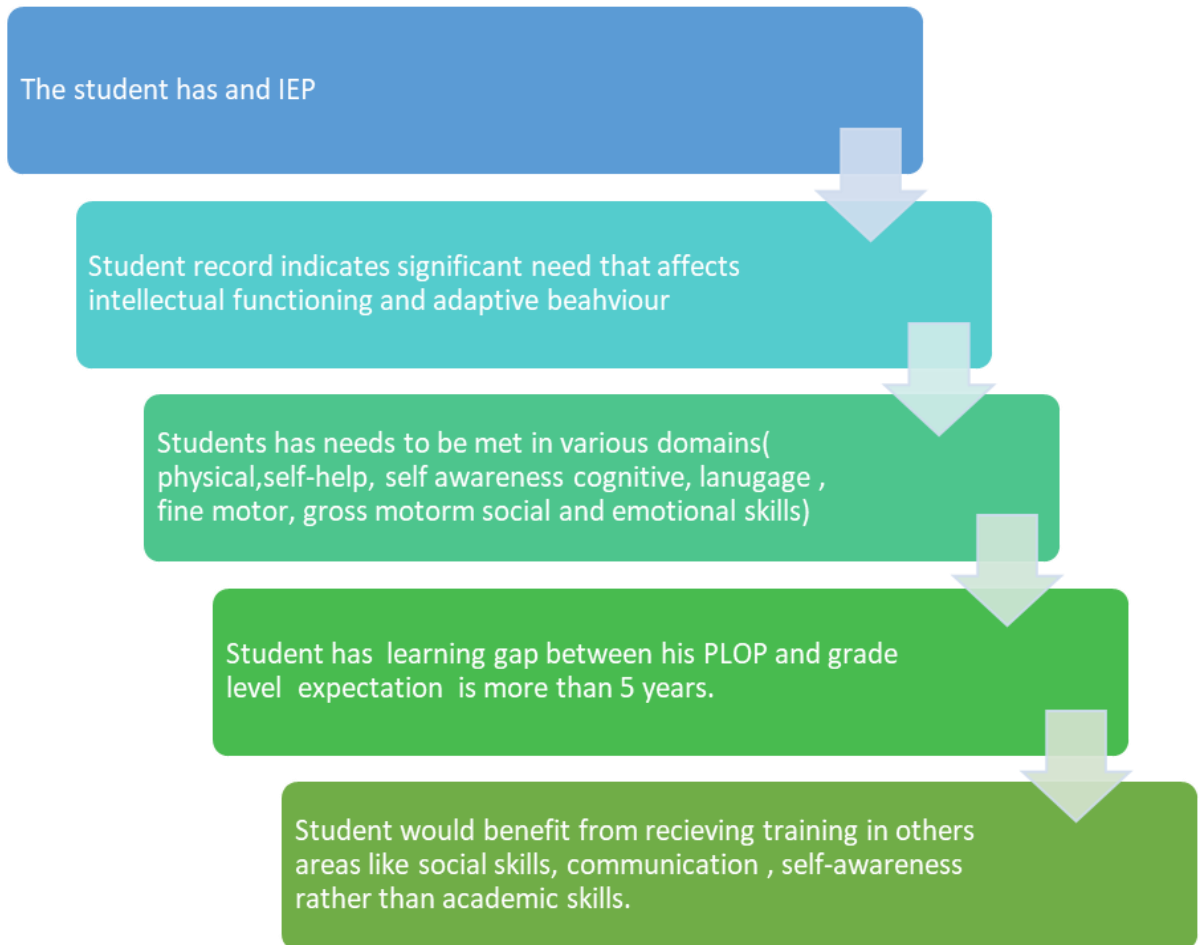 The student has and IEP
Student record indicates significant need that affects
intellectual functioning and adaptive beahviour
Students has needs to be met in various domains(
physical,self-help, self awareness cognitive, lanugage ,
fine motor, gross motorm social and emotional skills)
Student has  learning gap between his PLOP and grade
level  expectation  is more than 5 years.
Student would benefit from recieving training in others
areas like social skills, communication , self-awareness
rather than academic skills.